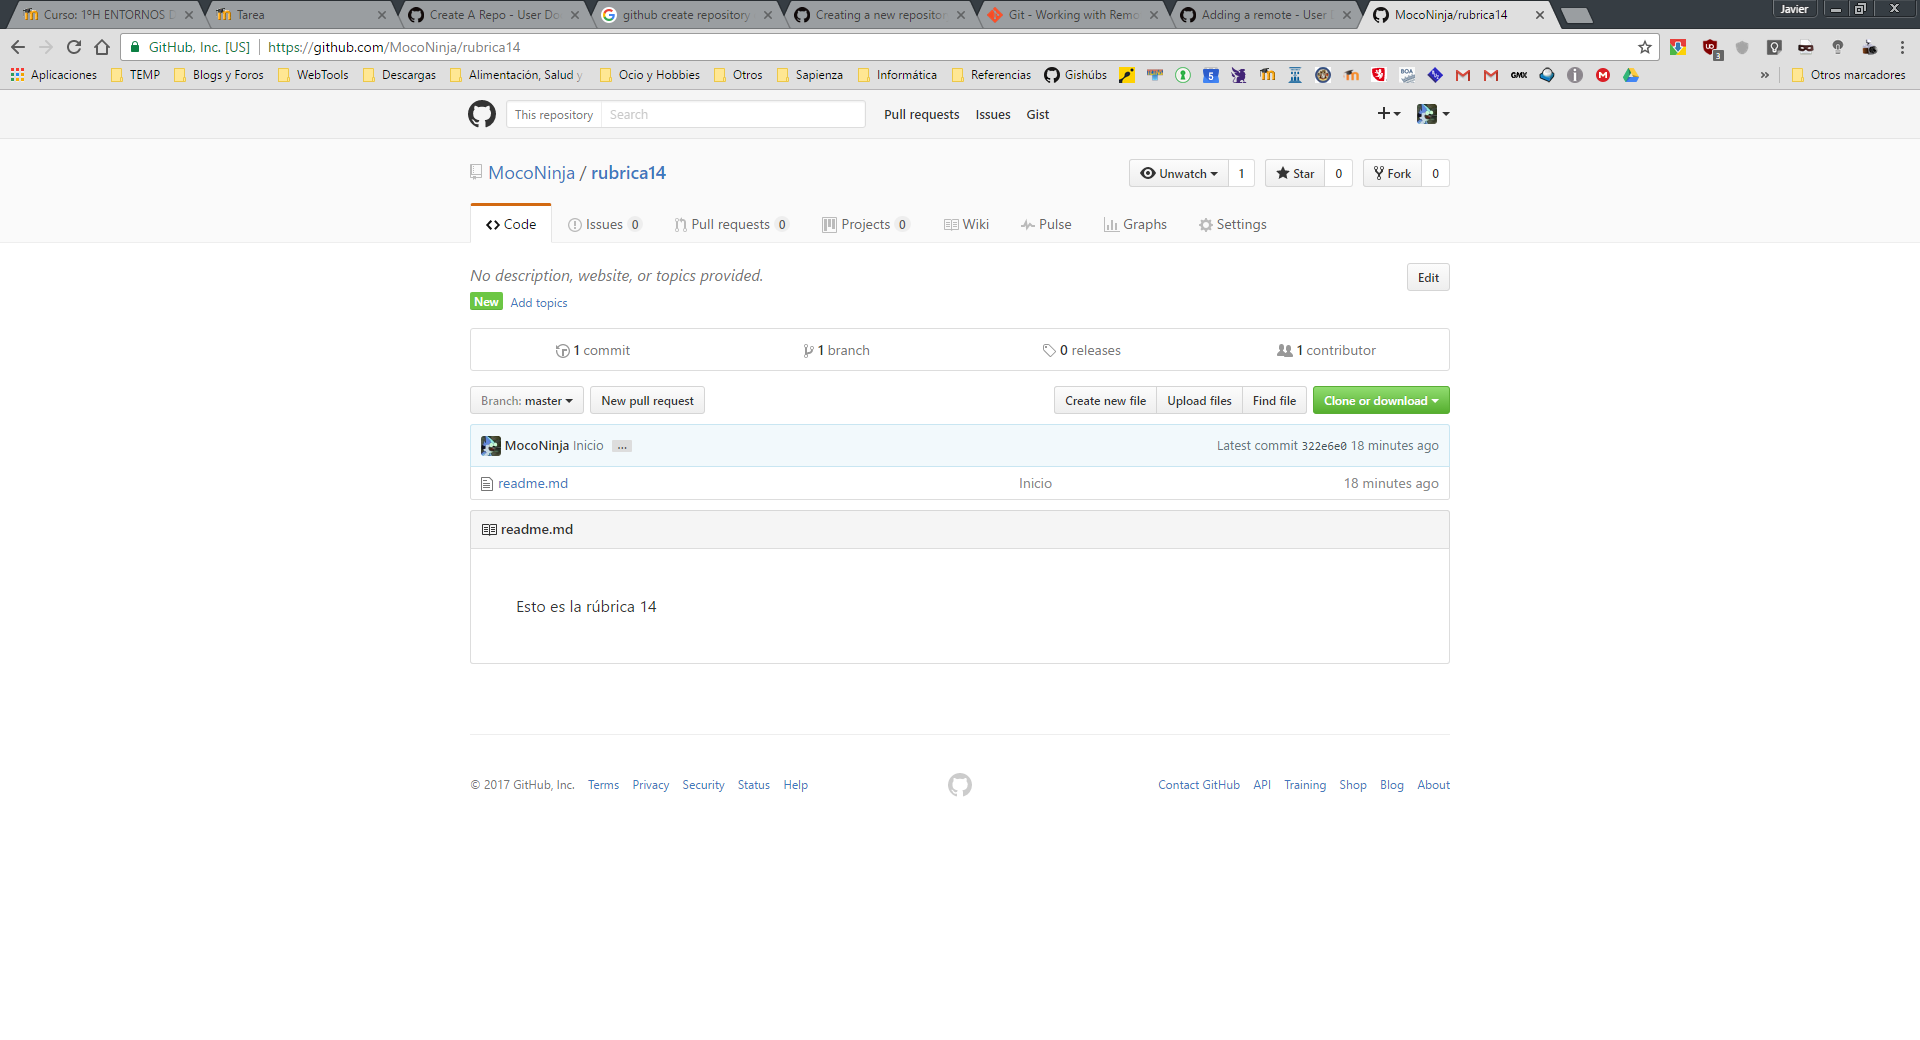 Curso: 1ºH ENTORNOS D
Tarea
Create A Repo - User Do
github create repository
Creating a new repositor
Git - Working with Remo
Adding a remote - User
MocoNinja/rubrica14
Javier
GitHub, Inc. [US]
https://github.com/MocoNinja/rubrica14
3
Aplicaciones
TEMP
Blogs y Foros
WebTools
Descargas
Alimentación, Salud y
Ocio y Hobbies
Otros
Sapienza
Informática
Referencias
Gishúbs
5
BOA
GMX
»
Otros marcadores
This repository
Search
Pull requests
Issues
Gist
MocoNinja / rubrica14
Unwatch 1
Star 0
Fork 0
Code
Issues 0
Pull requests 0
Projects 0
Wiki
Pulse
Graphs
Settings
No description, website, or topics provided.
Edit
New Add topics
1 commit
1 branch
0 releases
1 contributor
Branch: master
New pull request
Create new file
Upload files
Find file
Clone or download
MocoNinja Inicio ...
Latest commit 322e6e0 18 minutes ago
readme.md
Inicio
18 minutes ago
readme.md
Esto es la rúbrica 14
© 2017 GitHub, Inc.
Terms
Privacy
Security
Status
Help
Contact GitHub
API
Training
Shop
Blog
About